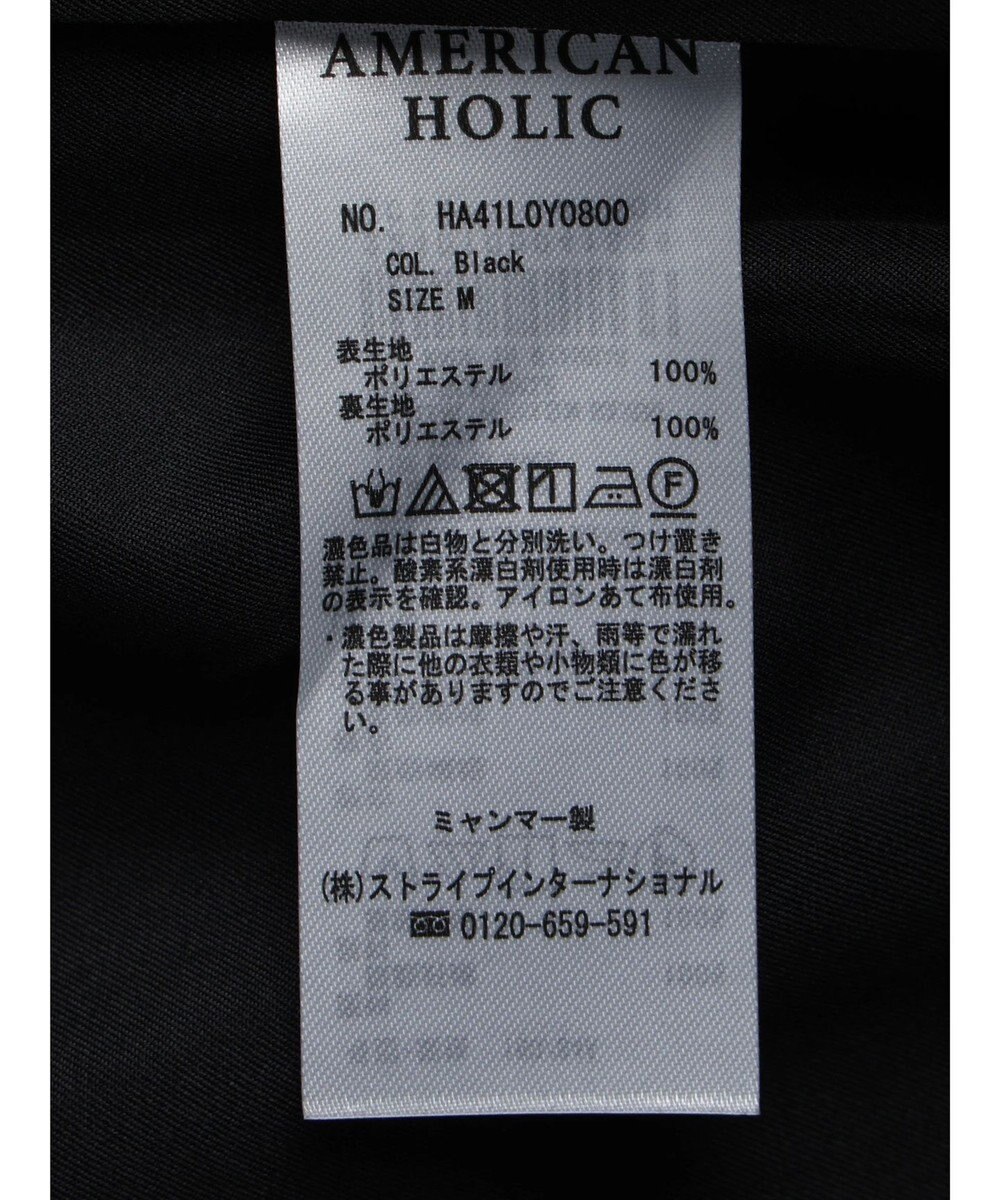 AMERICAN
HOLIC
NO. HA41L0Y0800
COL. Black
SIZE M
表生地
ポリエステル 100%
裏生地
ポリエステル 100%
F
濃色品は白物と分別洗い。つけ置き
禁止。酸素系漂白剤使用時は漂白剤
の表示を確認。アイロンあて布使用。
・濃色製品は摩擦や汗、雨等で濡れ
た際に他の衣類や小物類に色が移
る事がありますのでご注意くださ
い。
ミャンマー製
(株)ストライプインターナショナル
0120-659-591